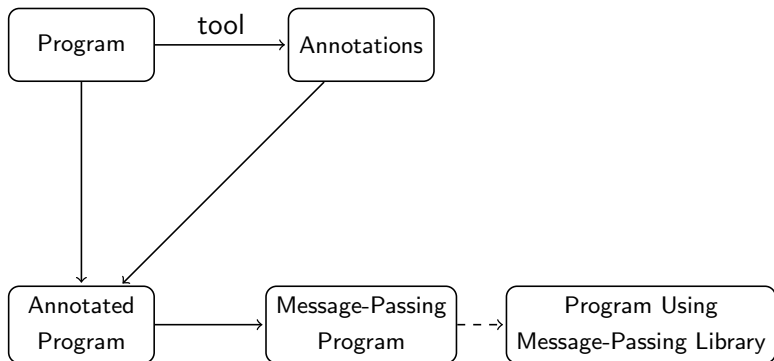 Program
tool
Annotations
Annotated
Program
Message-Passing
Program
Program Using
Message-Passing Library